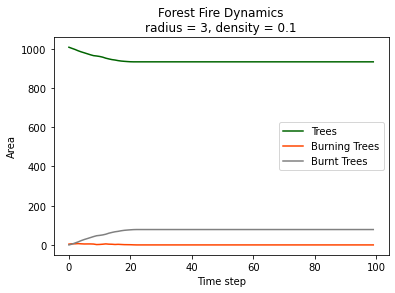 Forest Fire Dynamics
radius = 3, density = 0.1
1000
800
600
400
200
0
Area
Trees
Burning Trees
Burnt Trees
0 20 40 60 80 100
Time step